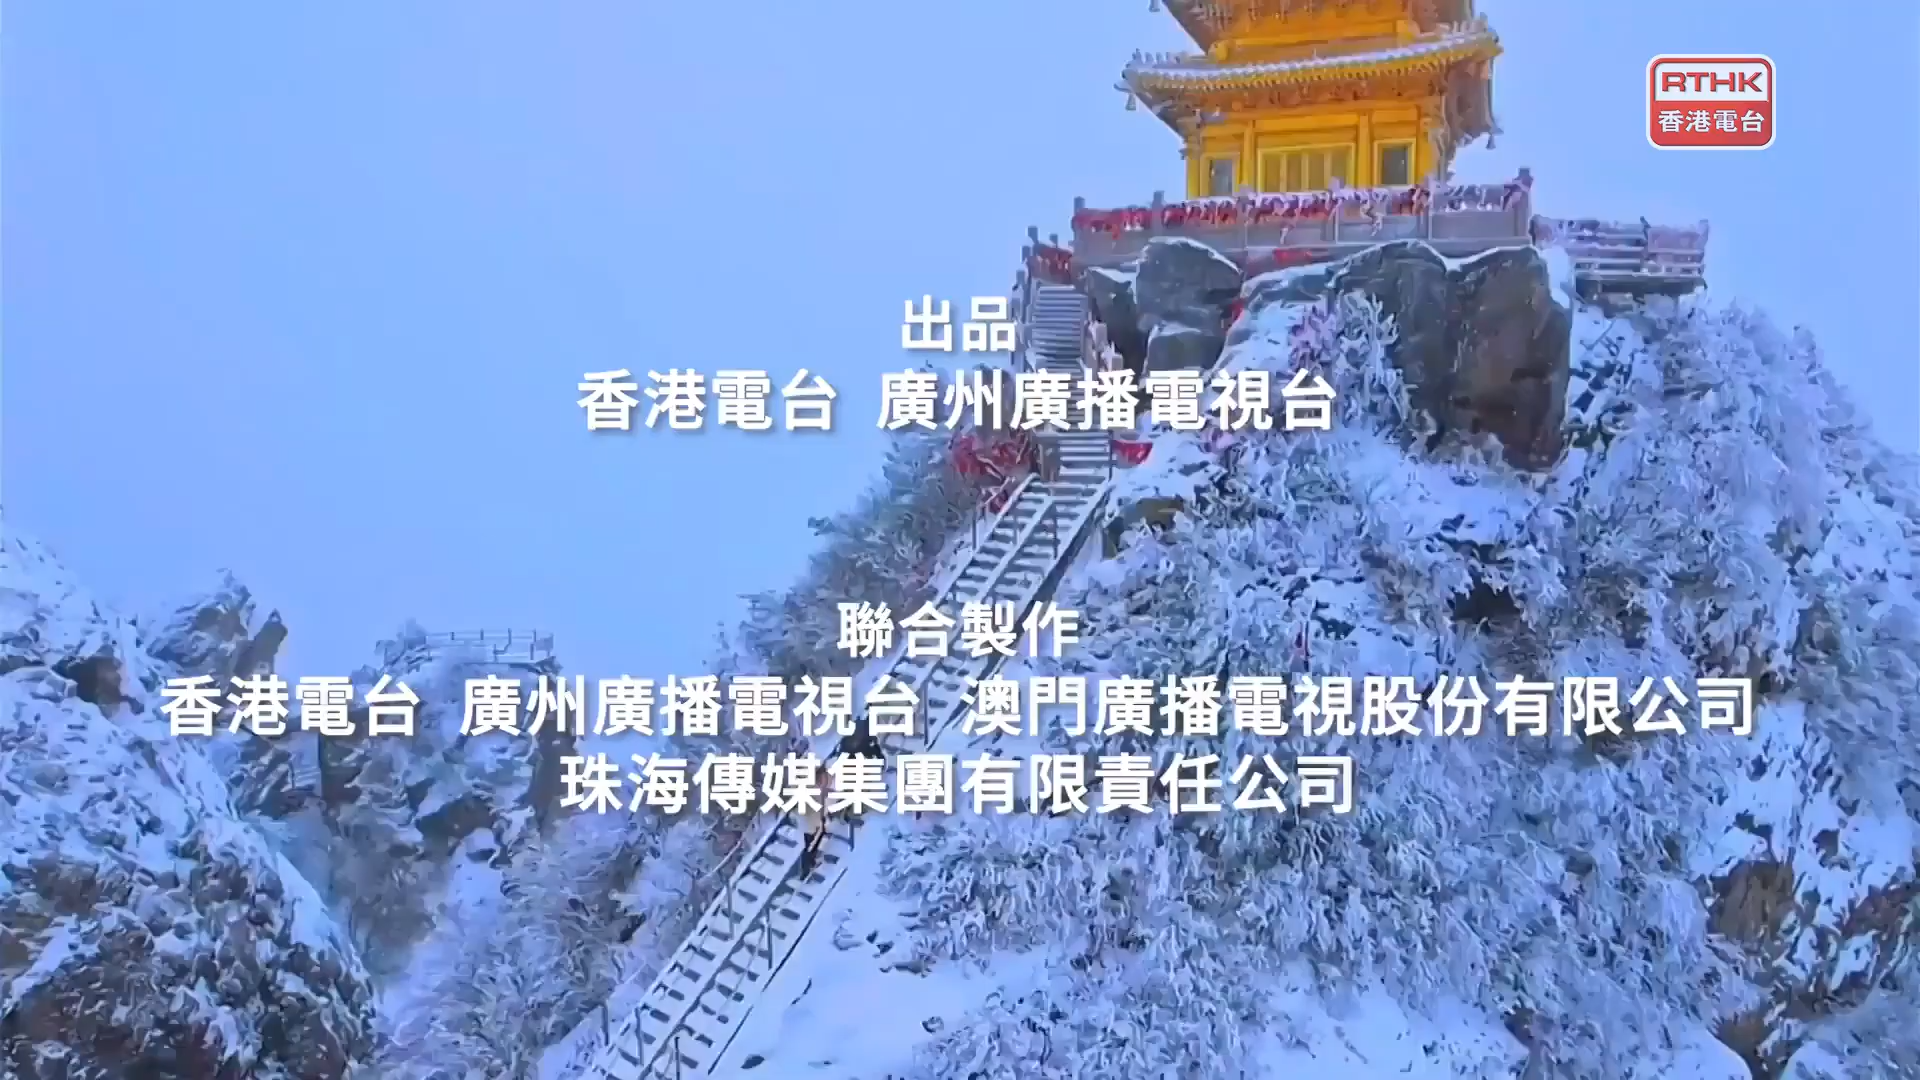 RTHK
香港電台
出品
香港電台 廣州廣播電視台
聯合製作
香港電台 廣州廣播電視台 澳門廣播電視股份有限公司
珠海傳媒集團有限責任公司